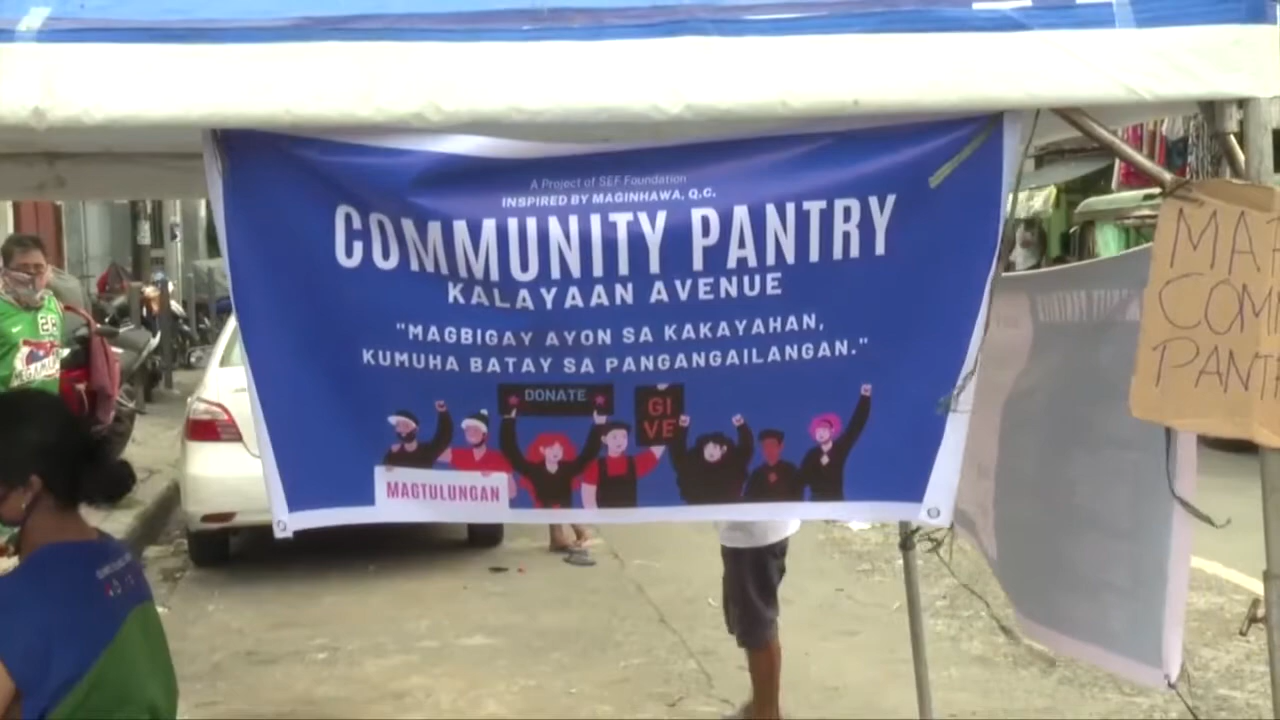 A Project of SEF Foundation
INSPIRED BY MAGINHAWA, Q.C.
COMMUNITY PANTRY
KALAYAAN AVENUE
"MAGBIGAY AYON SA KAKAYAHAN,
KUMUHA BATAY SA PANGANGAILANGAN."
DONATE
GI
VE
MAGTULUNGAN
28